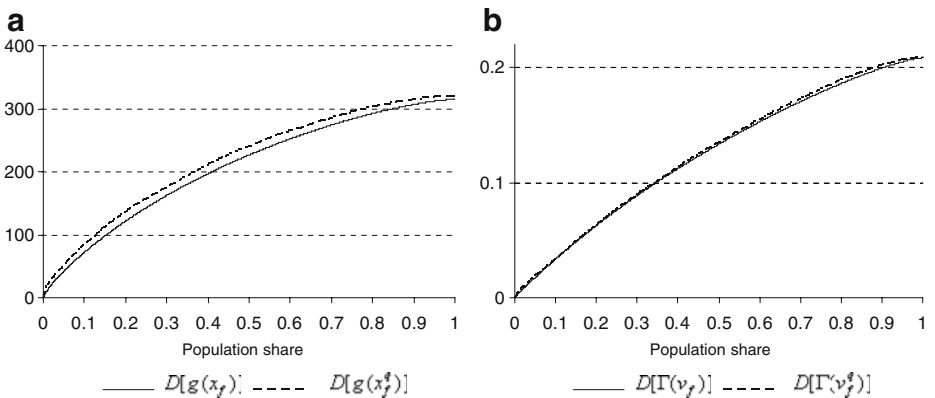 a
400
300
200
100
0
0 0.1 0.2 0.3 0.4 0.5 0.6 0.7 0.8 0.9 1
Population share
D[g(x_f)] D[g(x_f^q)]
b
0.2
0.1
0
0 0.1 0.2 0.3 0.4 0.5 0.6 0.7 0.8 0.9 1
Population share
D[Γ(v_f)] D[Γ(v_f^q)]